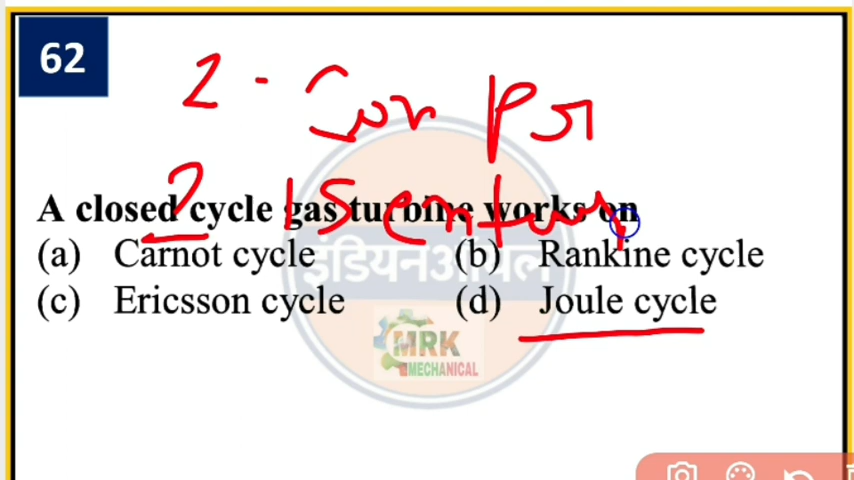 62
2 - Con Pr
2 isentro
A closed cycle gas turbine works on
(a) Carnot cycle (b) Rankine cycle
(c) Ericsson cycle (d) Joule cycle
इंडियनऑयल
MRK
MECHANICAL